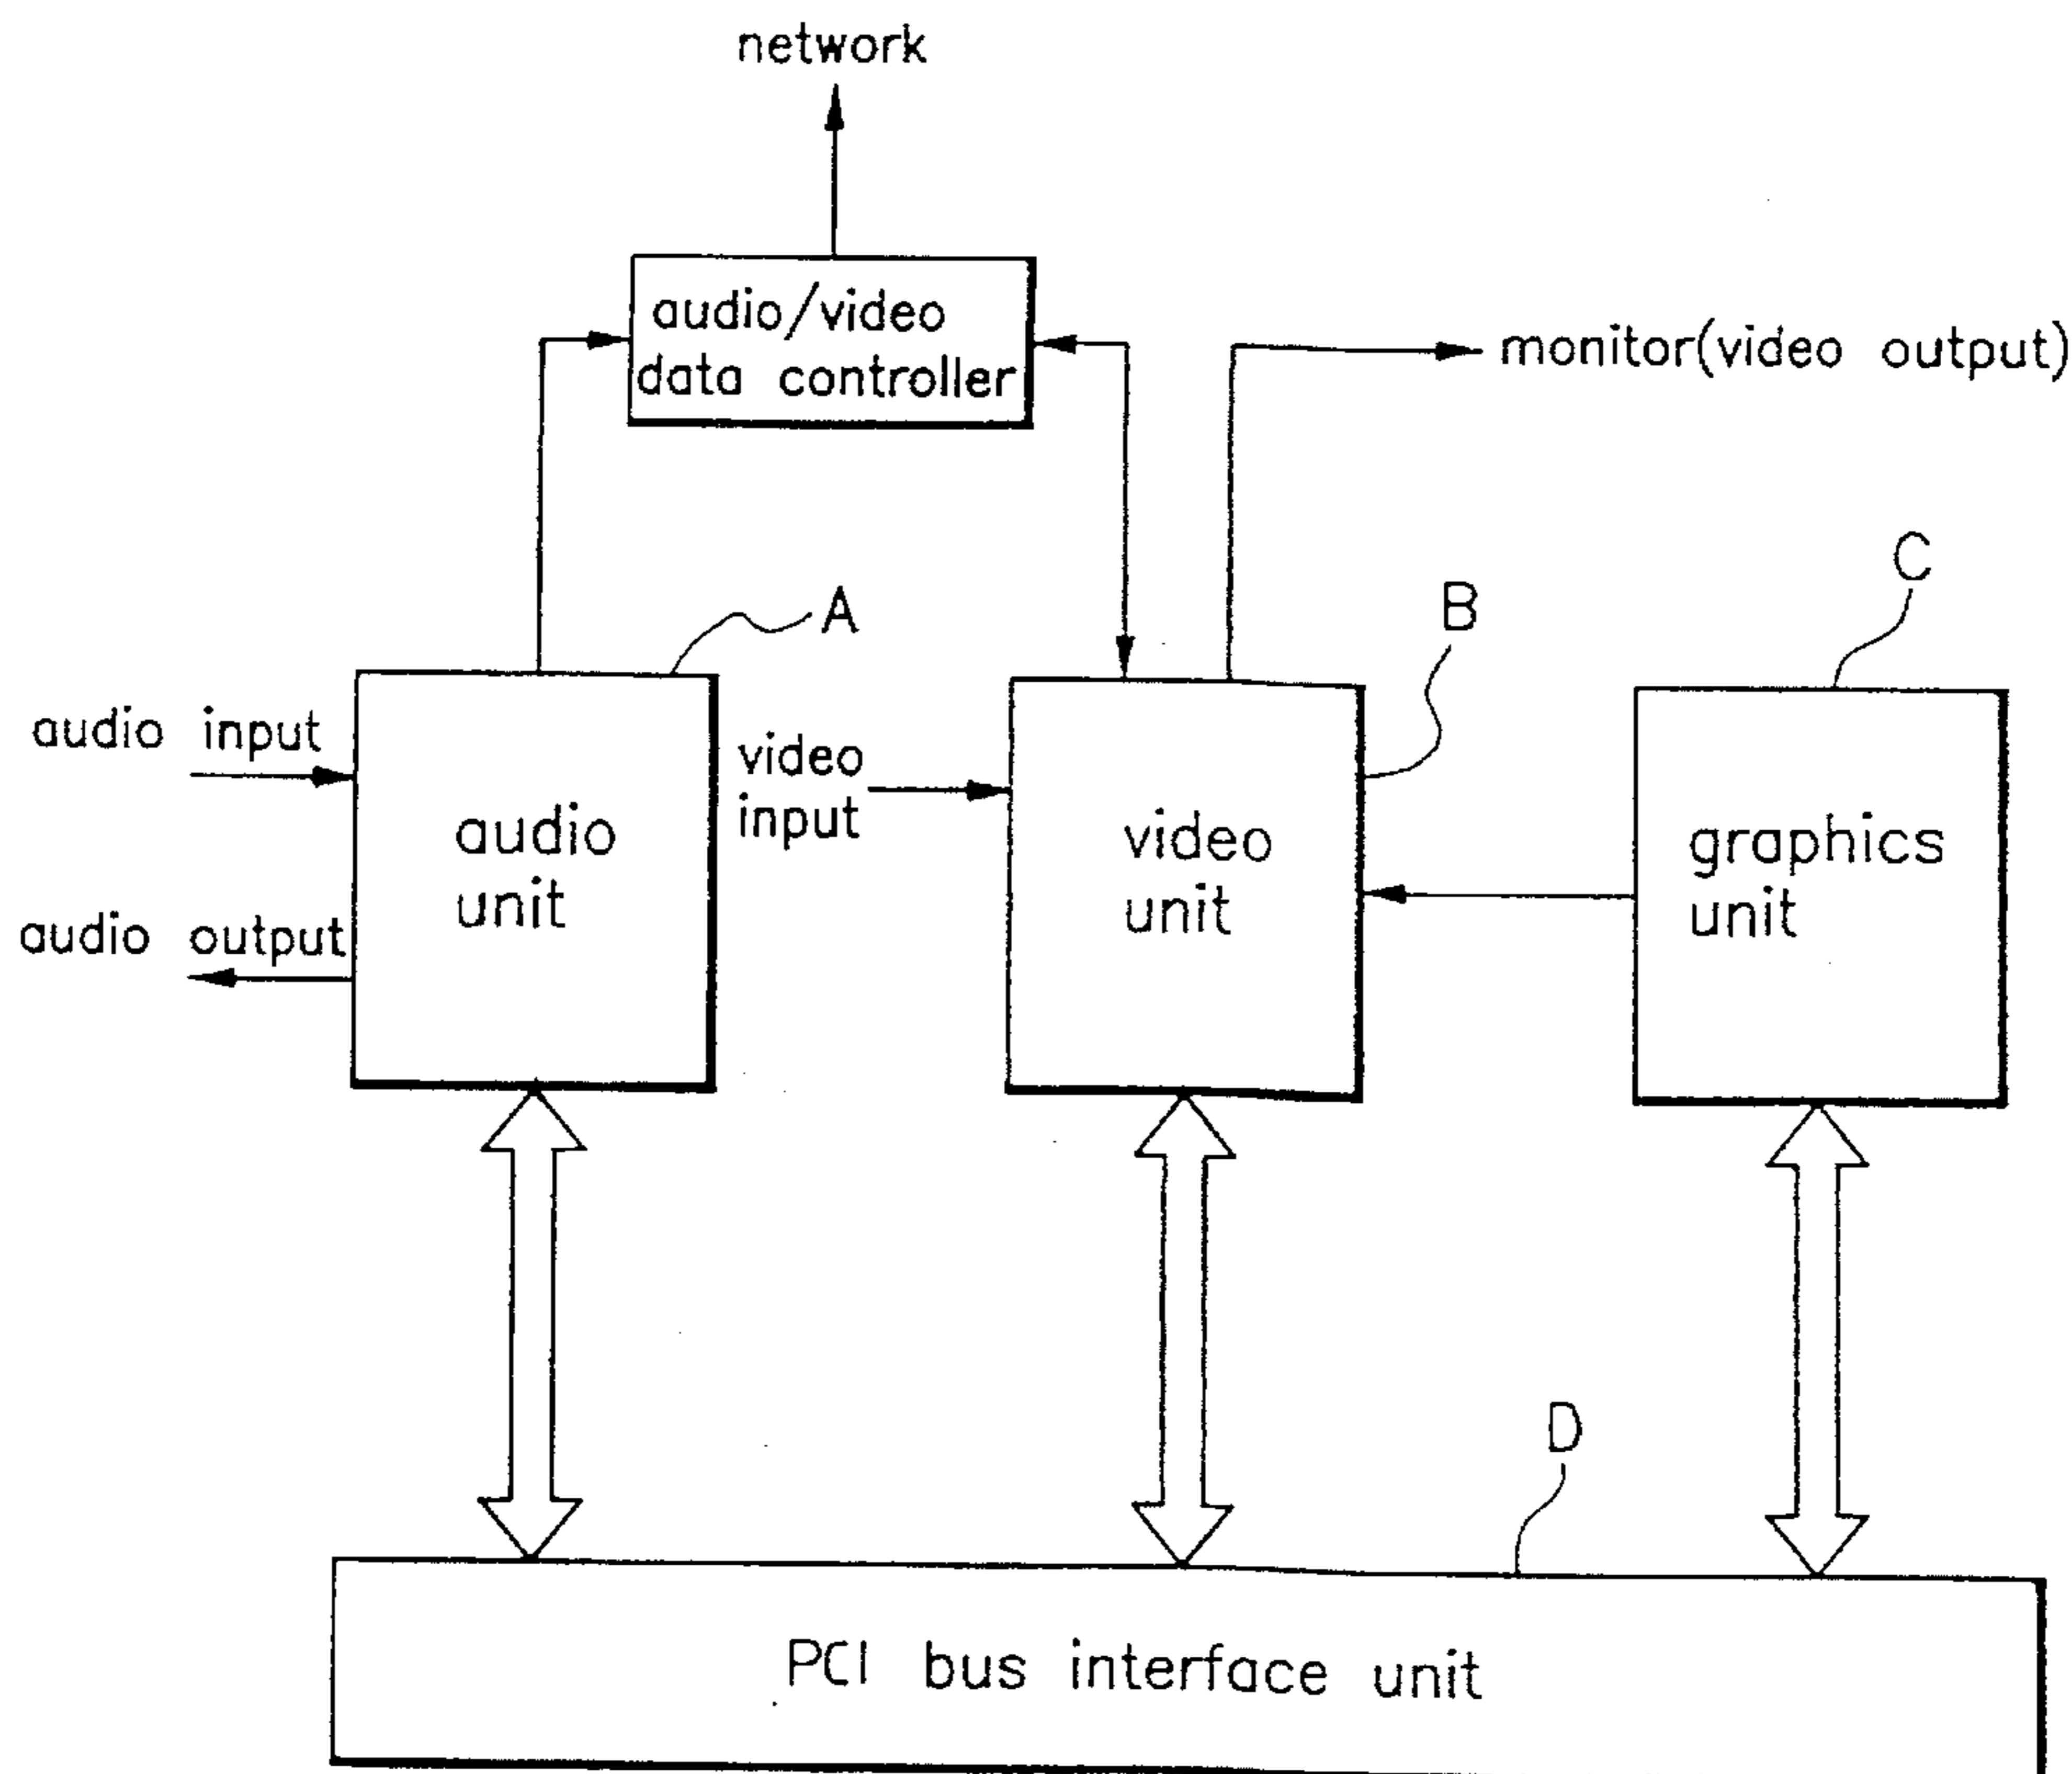 network
audio/video
data controller
monitor(video output)
C
B
A
audio input
video
input
audio
unit
video
unit
graphics
unit
audio output
D
PCI bus interface unit